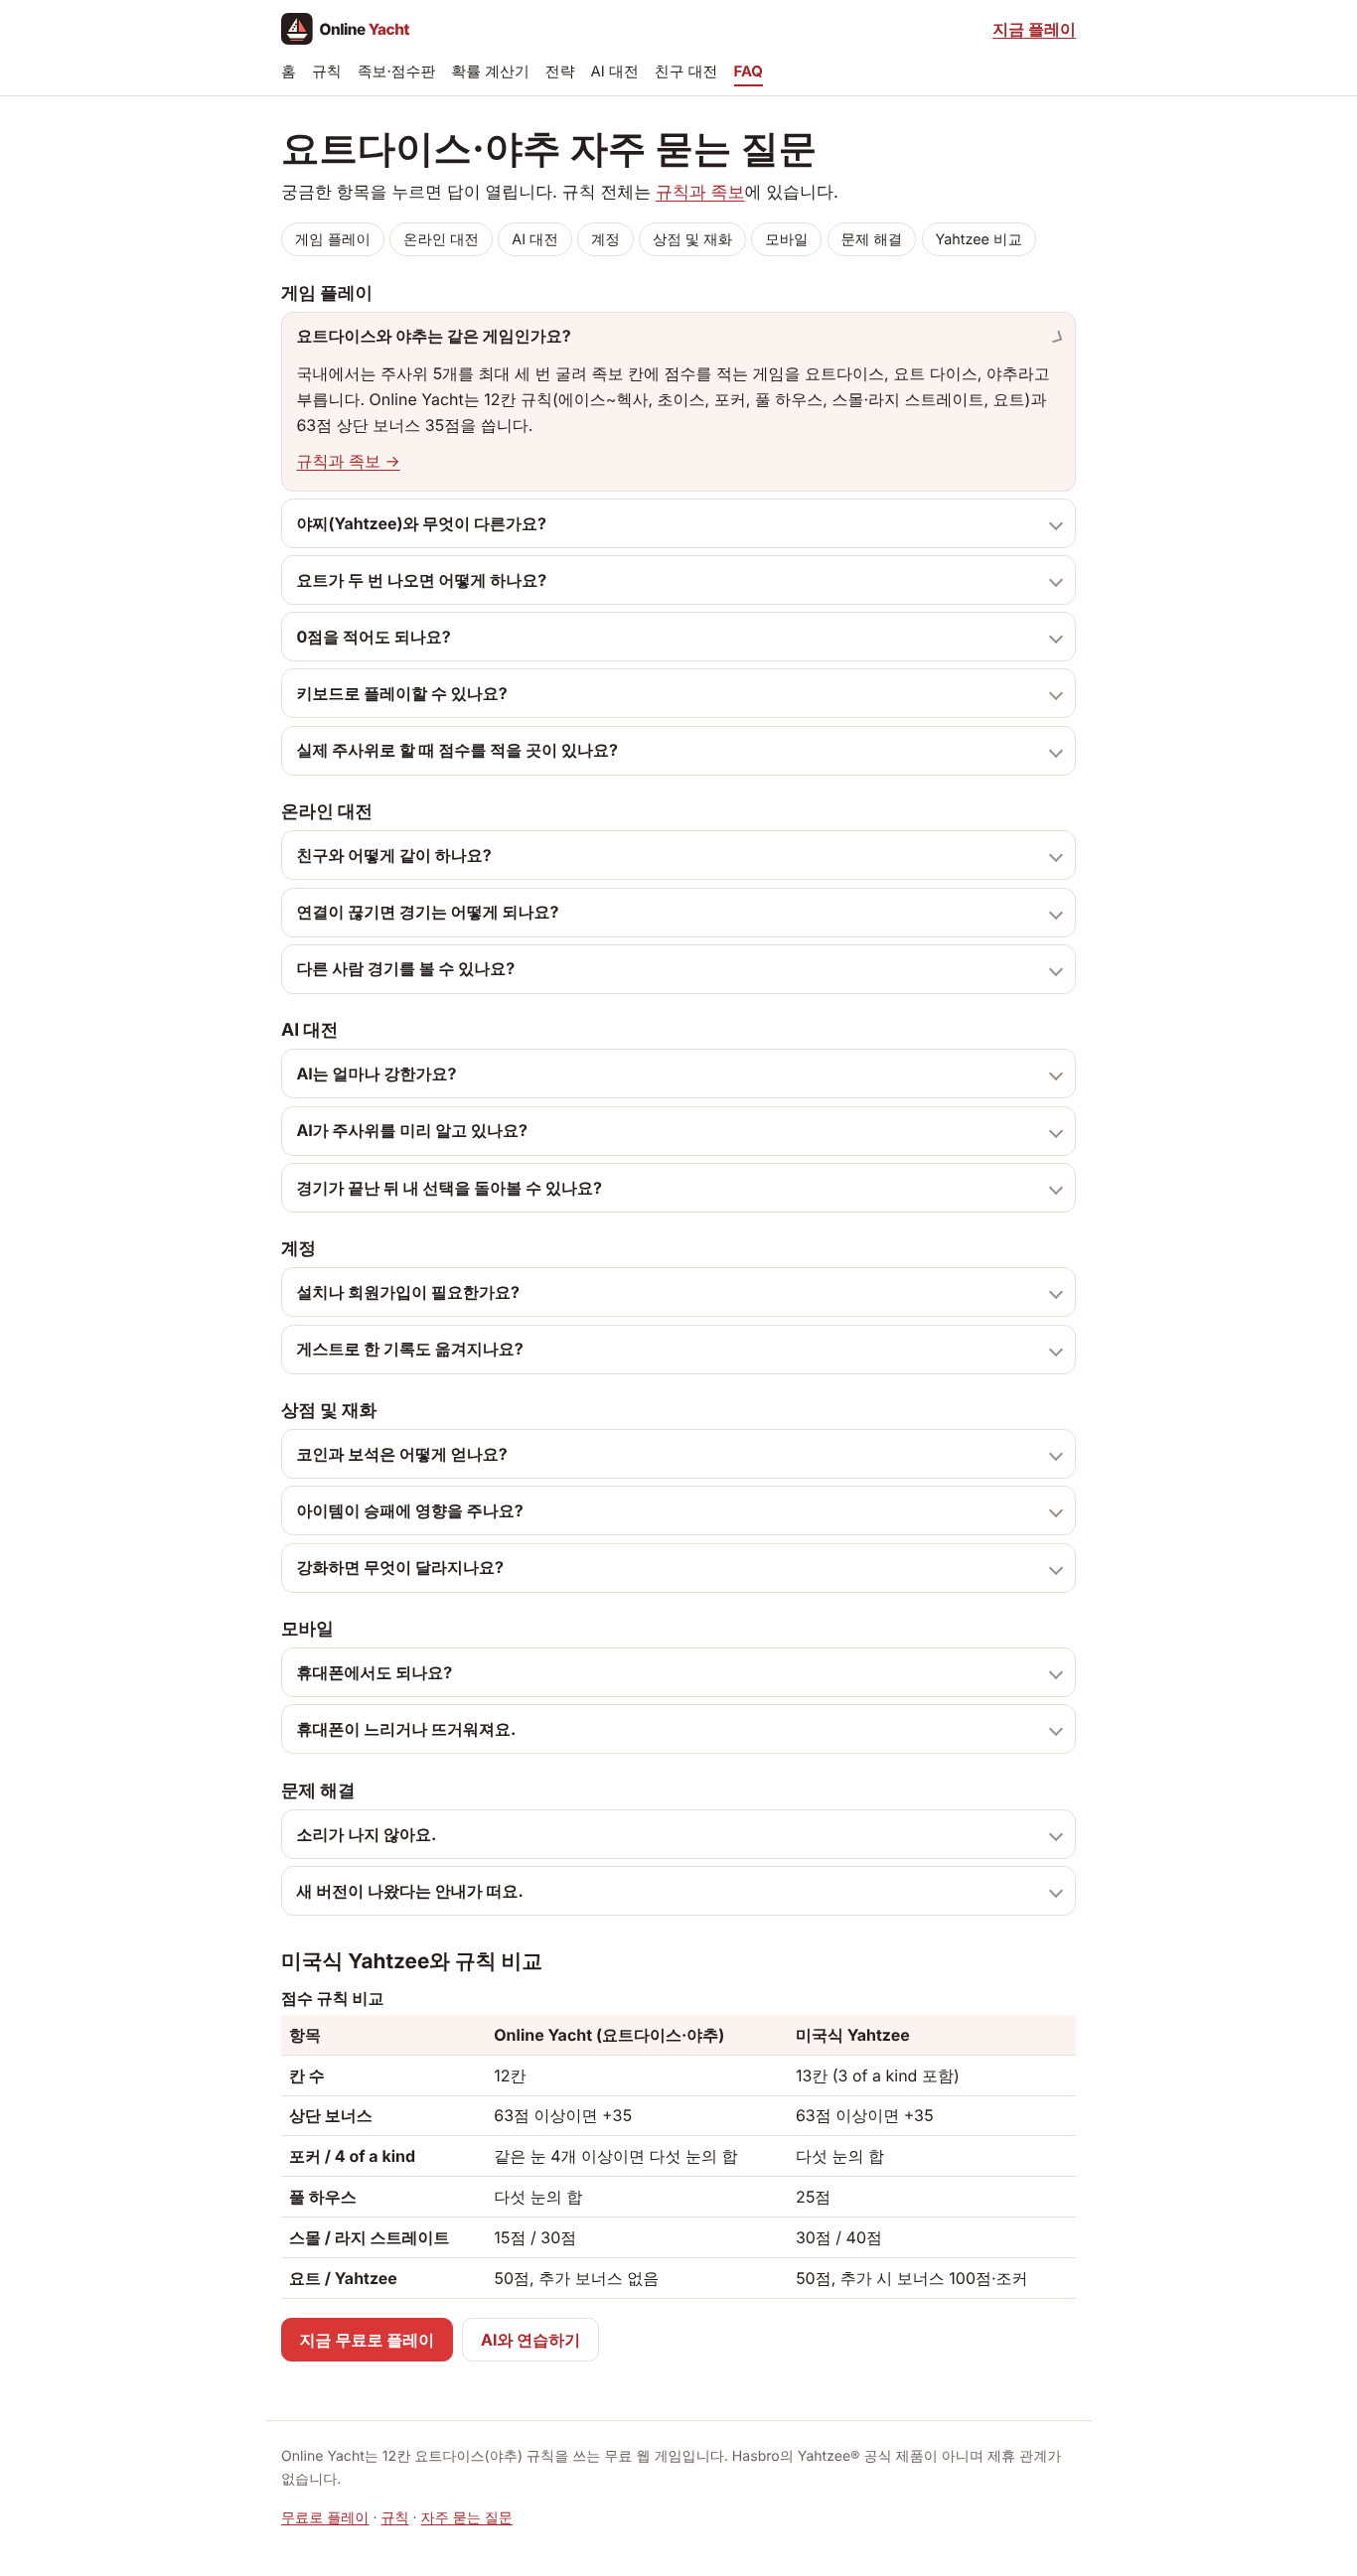 Online Yacht
지금 플레이
홈 규칙 족보·점수판 확률 계산기 전략 AI 대전 친구 대전 FAQ
요트다이스·야추 자주 묻는 질문
궁금한 항목을 누르면 답이 열립니다. 규칙 전체는 규칙과 족보에 있습니다.
게임 플레이 온라인 대전 AI 대전 계정 상점 및 재화 모바일 문제 해결 Yahtzee 비교
게임 플레이
요트다이스와 야추는 같은 게임인가요?
국내에서는 주사위 5개를 최대 세 번 굴려 족보 칸에 점수를 적는 게임을 요트다이스, 요트 다이스, 야추라고
부릅니다. Online Yacht는 12칸 규칙(에이스~헥사, 초이스, 포커, 풀 하우스, 스몰·라지 스트레이트, 요트)과
63점 상단 보너스 35점을 씁니다.
규칙과 족보 →
야찌(Yahtzee)와 무엇이 다른가요?
요트가 두 번 나오면 어떻게 하나요?
0점을 적어도 되나요?
키보드로 플레이할 수 있나요?
실제 주사위로 할 때 점수를 적을 곳이 있나요?
온라인 대전
친구와 어떻게 같이 하나요?
연결이 끊기면 경기는 어떻게 되나요?
다른 사람 경기를 볼 수 있나요?
AI 대전
AI는 얼마나 강한가요?
AI가 주사위를 미리 알고 있나요?
경기가 끝난 뒤 내 선택을 돌아볼 수 있나요?
계정
설치나 회원가입이 필요한가요?
게스트로 한 기록도 옮겨지나요?
상점 및 재화
코인과 보석은 어떻게 얻나요?
아이템이 승패에 영향을 주나요?
강화하면 무엇이 달라지나요?
모바일
휴대폰에서도 되나요?
휴대폰이 느리거나 뜨거워져요.
문제 해결
소리가 나지 않아요.
새 버전이 나왔다는 안내가 떠요.
미국식 Yahtzee와 규칙 비교
점수 규칙 비교
항목 Online Yacht (요트다이스·야추) 미국식 Yahtzee
칸 수 12칸 13칸 (3 of a kind 포함)
상단 보너스 63점 이상이면 +35 63점 이상이면 +35
포커 / 4 of a kind 같은 눈 4개 이상이면 다섯 눈의 합 다섯 눈의 합
풀 하우스 다섯 눈의 합 25점
스몰 / 라지 스트레이트 15점 / 30점 30점 / 40점
요트 / Yahtzee 50점, 추가 보너스 없음 50점, 추가 시 보너스 100점·조커
지금 무료로 플레이 AI와 연습하기
Online Yacht는 12칸 요트다이스(야추) 규칙을 쓰는 무료 웹 게임입니다. Hasbro의 Yahtzee® 공식 제품이 아니며 제휴 관계가
없습니다.
무료로 플레이 · 규칙 · 자주 묻는 질문